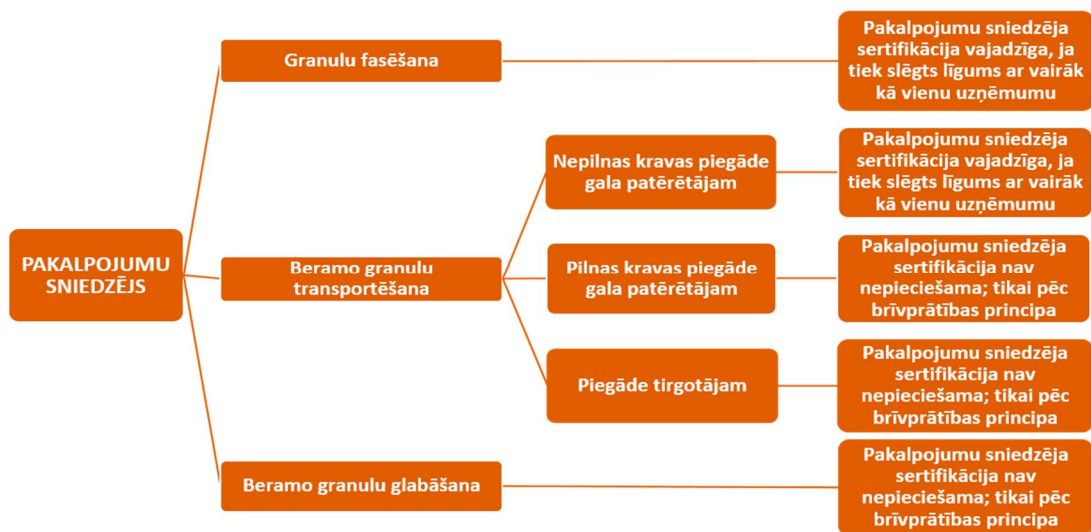 PAKALPOJUMU
SNIEDZĒJS
Granulu fasēšana
Pakalpojumu sniedzēja
sertifikācija vajadzīga, ja
tiek slēgts līgums ar vairāk
kā vienu uzņēmumu
Beramo granulu
transportēšana
Nepilnas kravas piegāde
gala patērētājam
Pakalpojumu sniedzēja
sertifikācija vajadzīga, ja
tiek slēgts līgums ar vairāk
kā vienu uzņēmumu
Pilnas kravas piegāde
gala patērētājam
Pakalpojumu sniedzēja
sertifikācija nav
nepieciešama; tikai pēc
brīvprātības principa
Piegāde tirgotājam
Pakalpojumu sniedzēja
sertifikācija nav
nepieciešama; tikai pēc
brīvprātības principa
Beramo granulu glabāšana
Pakalpojumu sniedzēja
sertifikācija nav
nepieciešama; tikai pēc
brīvprātības principa